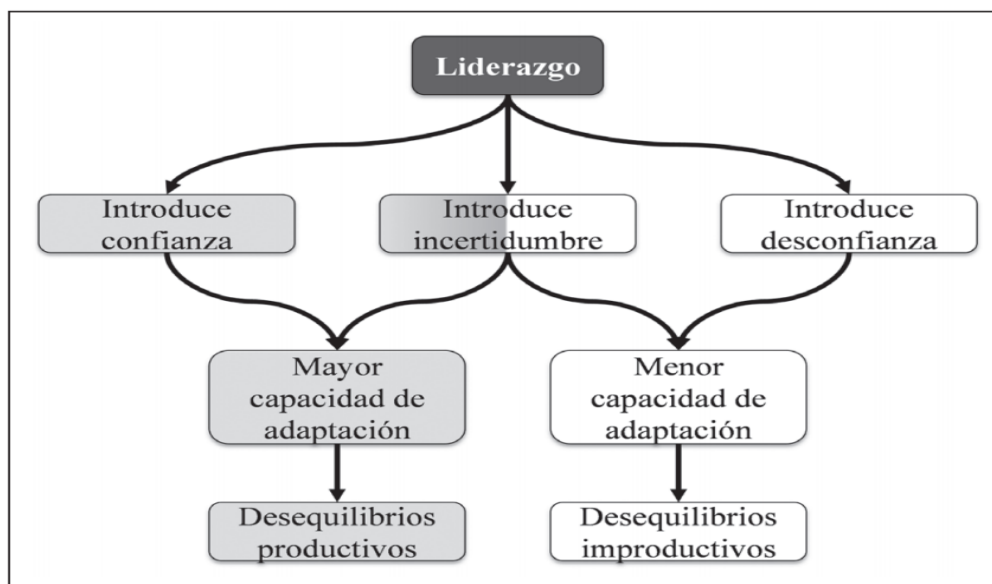 Liderazgo
Introduce
confianza
Introduce
incertidumbre
Introduce
desconfianza
Mayor
capacidad de
adaptación
Menor
capacidad de
adaptación
Desequilibrios
productivos
Desequilibrios
improductivos